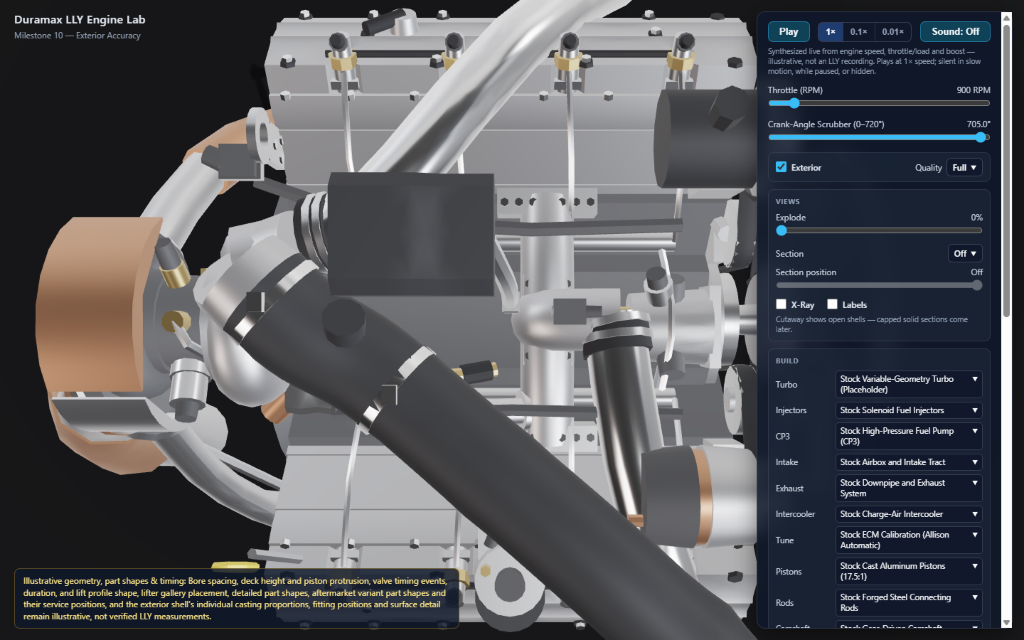 Duramax LLY Engine Lab
Milestone 10 — Exterior Accuracy
Play
1×
0.1×
0.01×
Sound: Off
Synthesized live from engine speed, throttle/load and boost —
illustrative, not an LLY recording. Plays at 1× speed; silent in slow
motion, while paused, or hidden.
Throttle (RPM)
900 RPM
Crank-Angle Scrubber (0–720°)
705.0°
Exterior
Quality
Full
VIEWS
Explode
0%
Section
Off
Section position
Off
X-Ray
Labels
Cutaway shows open shells — capped solid sections come
later.
BUILD
Turbo
Stock Variable-Geometry Turbo
(Placeholder)
Injectors
Stock Solenoid Fuel Injectors
CP3
Stock High-Pressure Fuel Pump
(CP3)
Intake
Stock Airbox and Intake Tract
Exhaust
Stock Downpipe and Exhaust
System
Intercooler
Stock Charge-Air Intercooler
Tune
Stock ECM Calibration (Allison
Automatic)
Pistons
Stock Cast Aluminum Pistons
(17.5:1)
Rods
Stock Forged Steel Connecting
Rods
Illustrative geometry, part shapes & timing: Bore spacing, deck height and piston protrusion, valve timing events,
duration, and lift profile shape, lifter gallery placement, detailed part shapes, aftermarket variant part shapes and
their service positions, and the exterior shell's individual casting proportions, fitting positions and surface detail
remain illustrative, not verified LLY measurements.